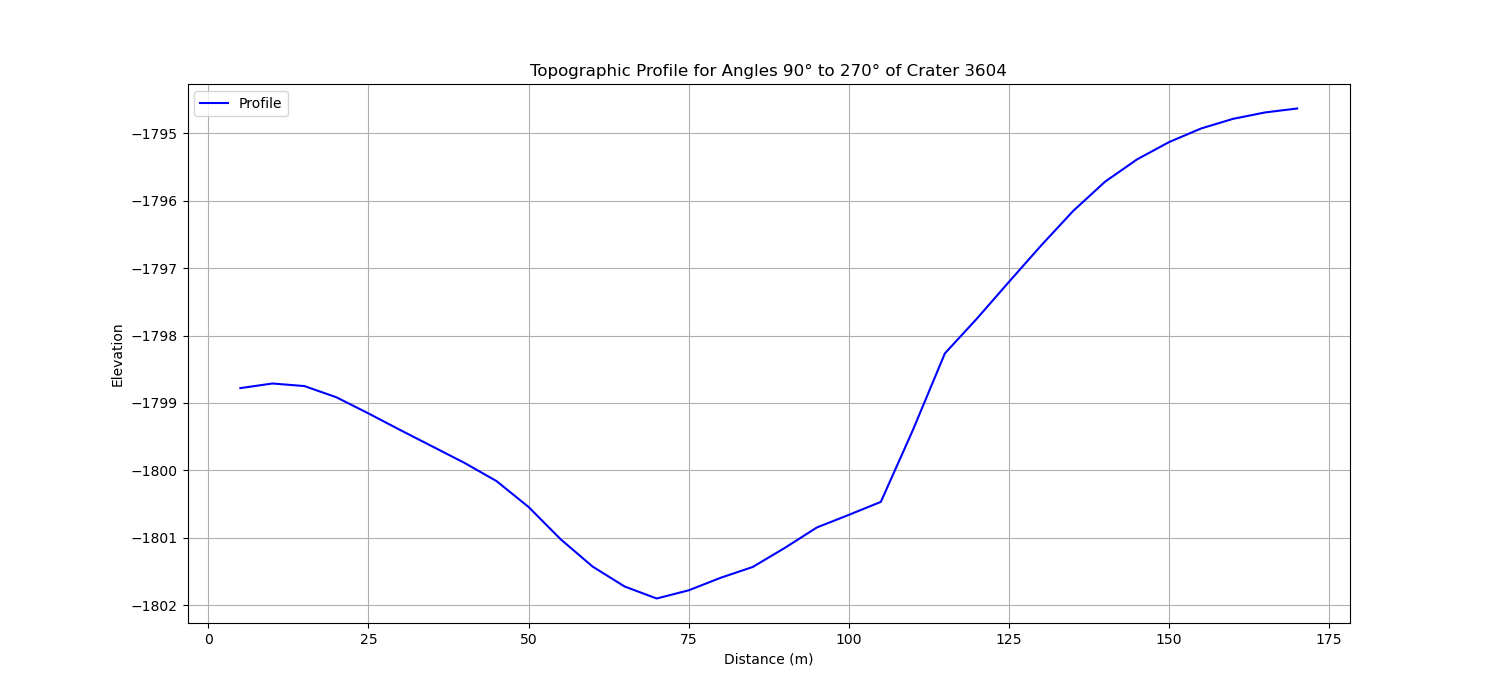 Topographic Profile for Angles 90° to 270° of Crater 3604
Profile
−1795
−1796
−1797
−1798
−1799
−1800
−1801
−1802
Elevation
0 25 50 75 100 125 150 175
Distance (m)